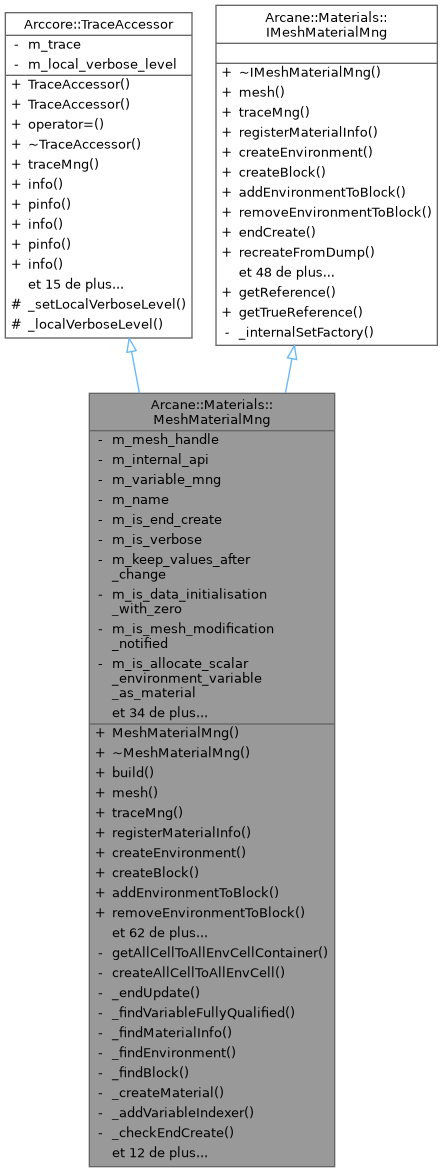 Arccore::TraceAccessor
- m_trace
- m_local_verbose_level
+ TraceAccessor()
+ TraceAccessor()
+ operator=()
+ ~TraceAccessor()
+ traceMng()
+ info()
+ pinfo()
+ info()
+ pinfo()
+ info()
et 15 de plus...
# _setLocalVerboseLevel()
# _localVerboseLevel()
Arcane::Materials::
IMeshMaterialMng
+ ~IMeshMaterialMng()
+ mesh()
+ traceMng()
+ registerMaterialInfo()
+ createEnvironment()
+ createBlock()
+ addEnvironmentToBlock()
+ removeEnvironmentToBlock()
+ endCreate()
+ recreateFromDump()
et 48 de plus...
+ getReference()
+ getTrueReference()
- _internalSetFactory()
Arcane::Materials::
MeshMaterialMng
- m_mesh_handle
- m_internal_api
- m_variable_mng
- m_name
- m_is_end_create
- m_is_verbose
- m_keep_values_after
_change
- m_is_data_initialisation
_with_zero
- m_is_mesh_modification
_notified
- m_is_allocate_scalar
_environment_variable
_as_material
et 34 de plus...
+ MeshMaterialMng()
+ ~MeshMaterialMng()
+ build()
+ mesh()
+ traceMng()
+ registerMaterialInfo()
+ createEnvironment()
+ createBlock()
+ addEnvironmentToBlock()
+ removeEnvironmentToBlock()
et 62 de plus...
- getAllCellToAllEnvCellContainer()
- createAllCellToAllEnvCell()
- _endUpdate()
- _findVariableFullyQualified()
- _findMaterialInfo()
- _findEnvironment()
- _findBlock()
- _createMaterial()
- _addVariableIndexer()
- _checkEndCreate()
et 12 de plus...